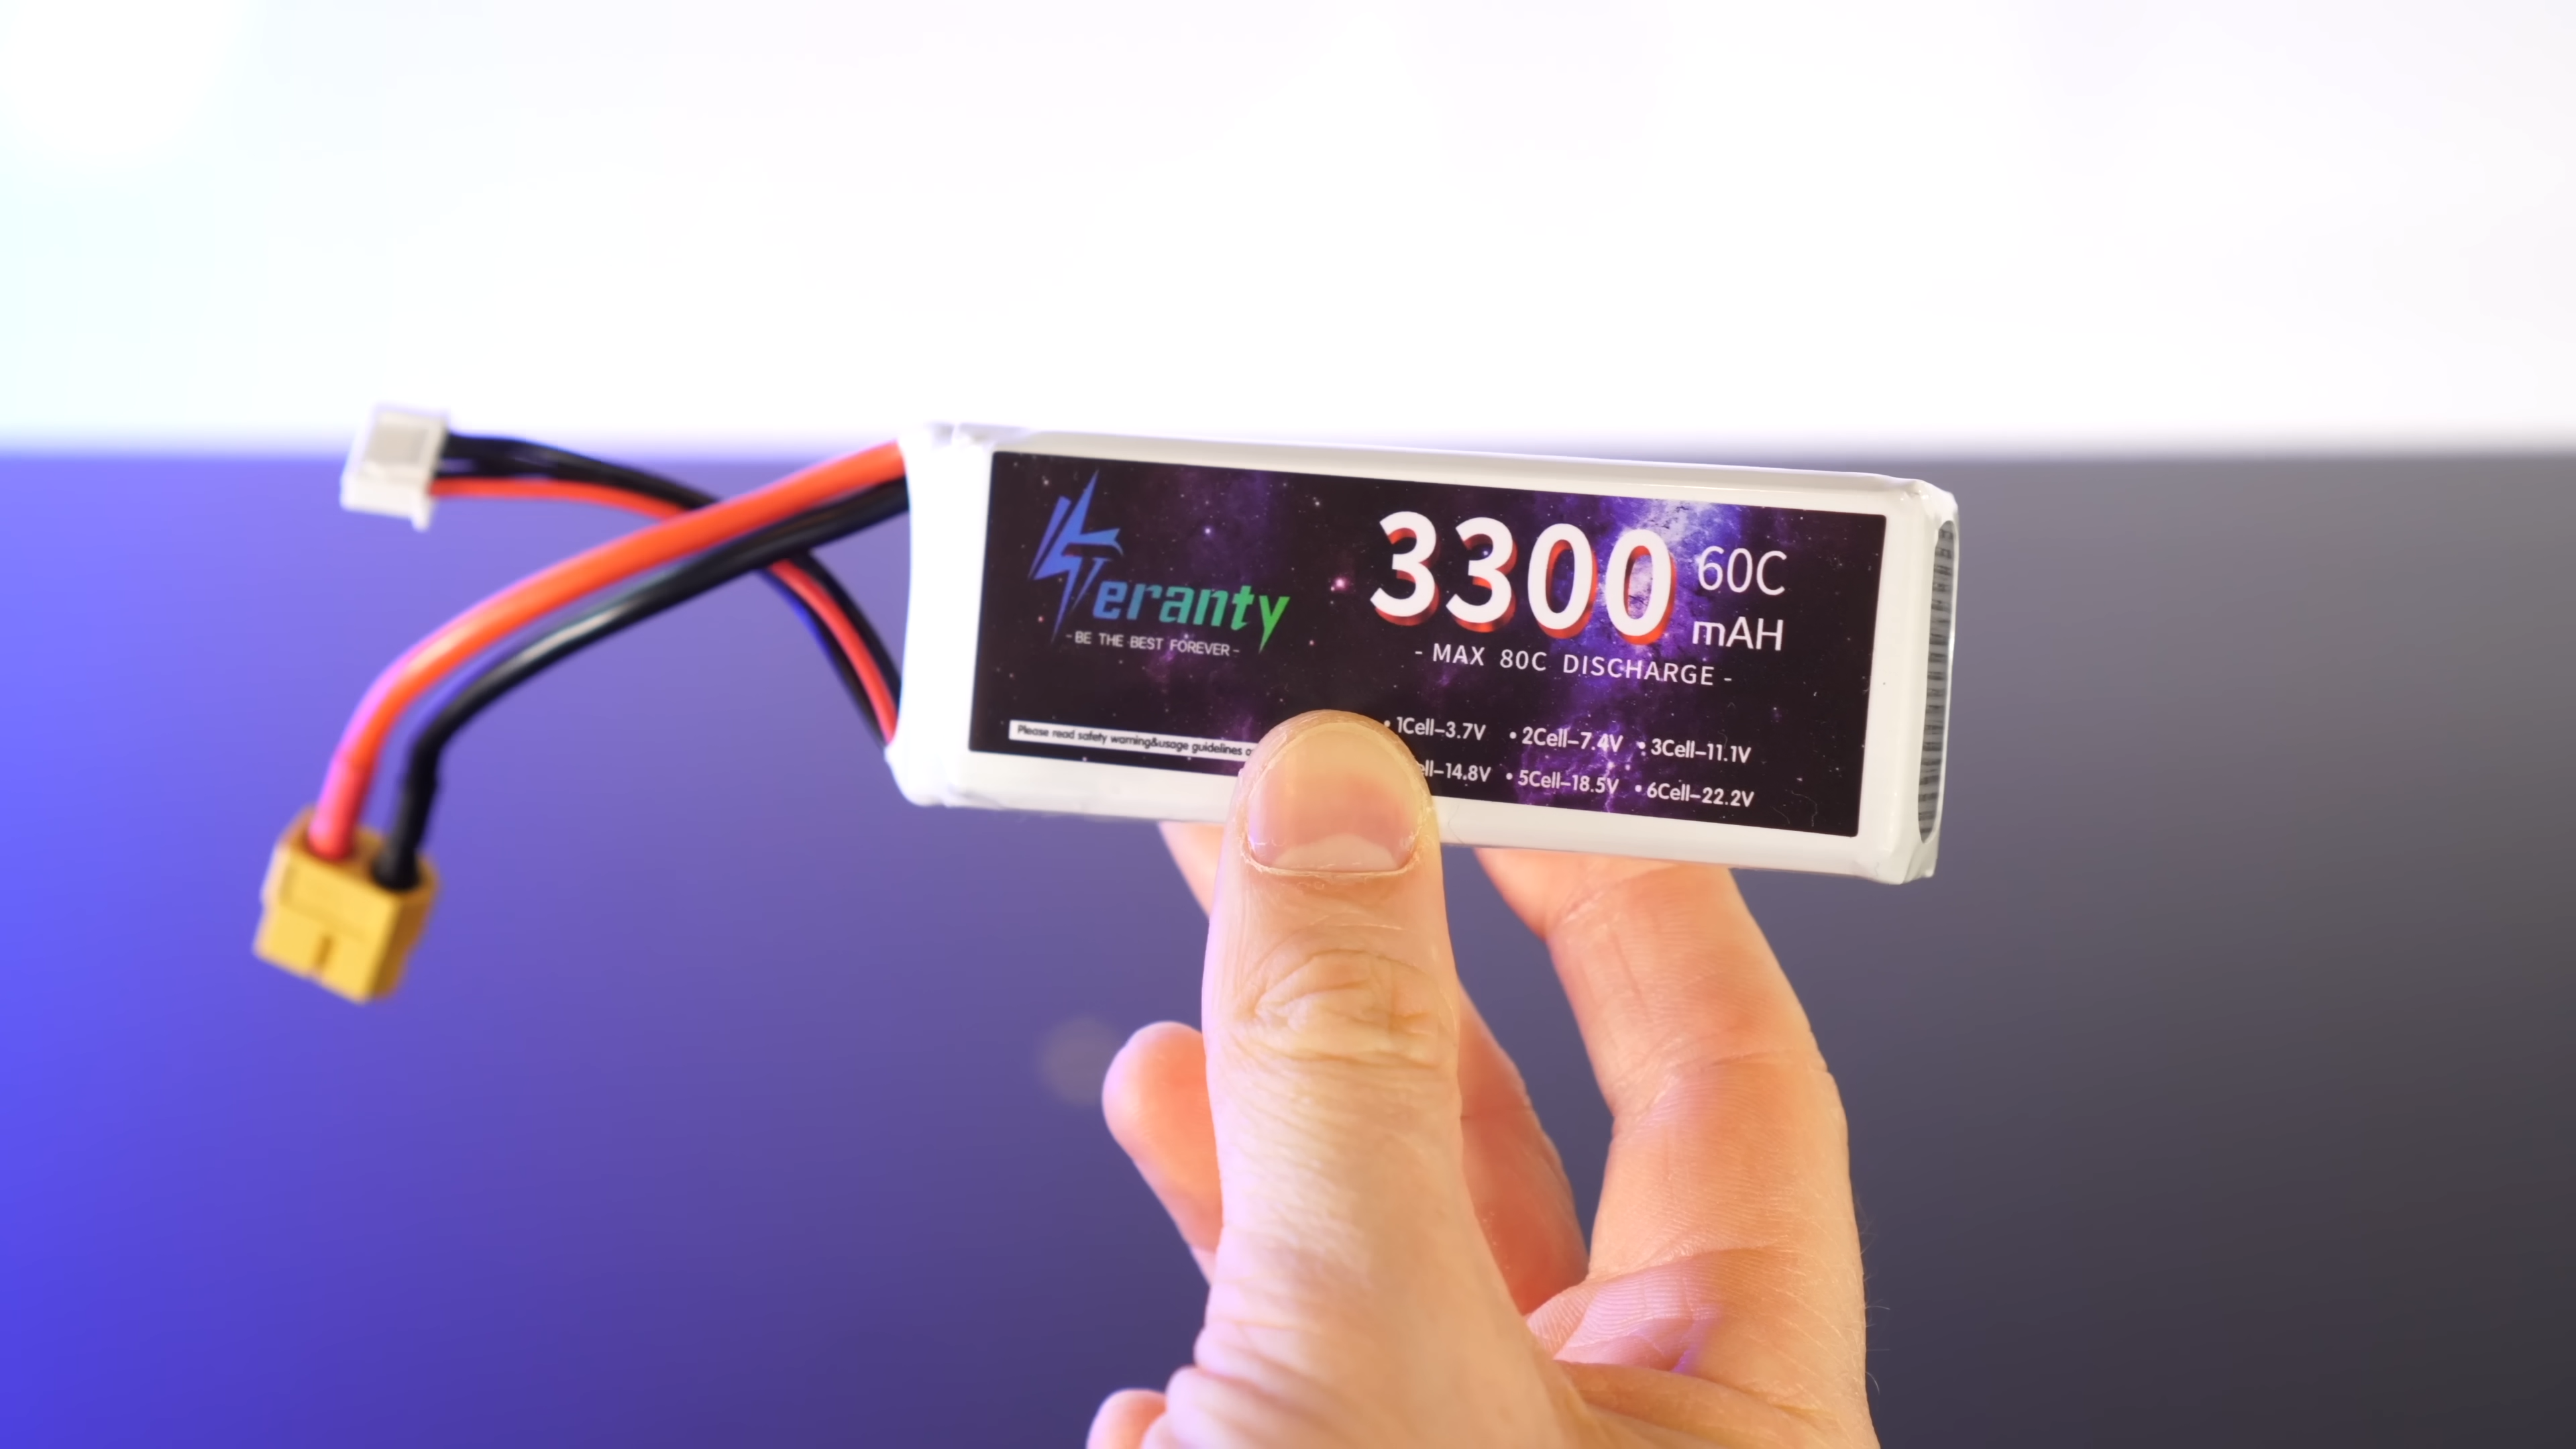 Teranty
- BE THE BEST FOREVER -
3300 60C
mAH
- MAX 80C DISCHARGE -
Please read safety warning&usage guidelines
• 1Cell–3.7V • 2Cell–7.4V • 3Cell–11.1V
–14.8V • 5Cell–18.5V • 6Cell–22.2V